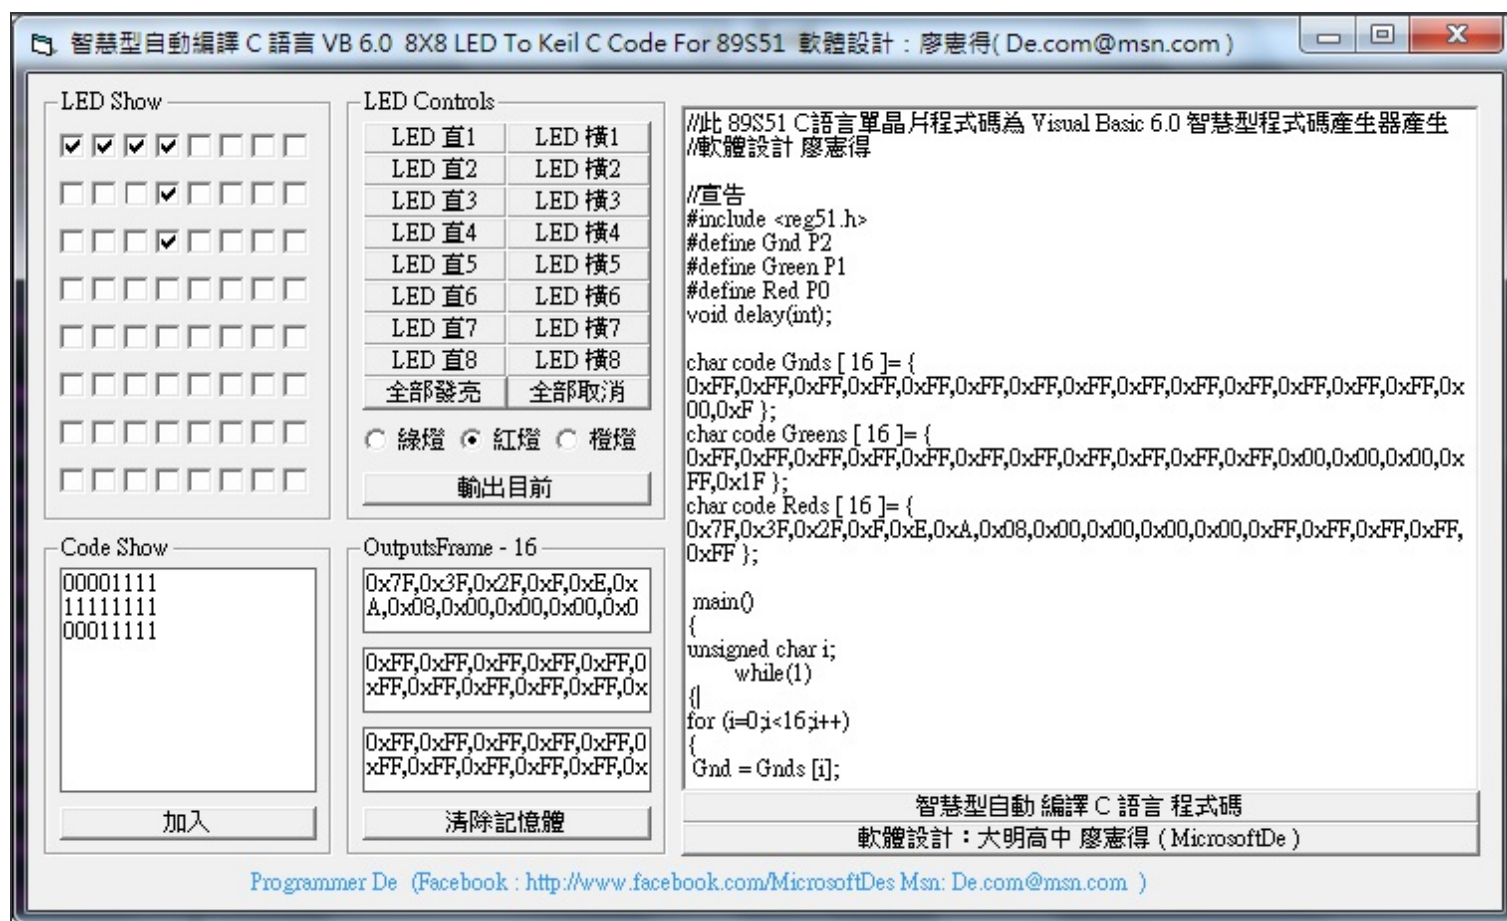 智慧型自動編譯 C 語言 VB 6.0  8X8 LED To Keil C Code For 89S51  軟體設計：廖憲得( De.com@msn.com )
LED Show
LED Controls
LED 直1
LED 橫1
LED 直2
LED 橫2
LED 直3
LED 橫3
LED 直4
LED 橫4
LED 直5
LED 橫5
LED 直6
LED 橫6
LED 直7
LED 橫7
LED 直8
LED 橫8
全部發亮
全部取消
綠燈
紅燈
橙燈
輸出目前
Code Show
00001111
11111111
00011111
加入
OutputsFrame - 16
0x7F,0x3F,0x2F,0xF,0xE,0x
A,0x08,0x00,0x00,0x00,0x0
0xFF,0xFF,0xFF,0xFF,0xFF,0
xFF,0xFF,0xFF,0xFF,0xFF,0x
0xFF,0xFF,0xFF,0xFF,0xFF,0
xFF,0xFF,0xFF,0xFF,0xFF,0x
清除記憶體
//此 89S51 C語言單晶片程式碼為 Visual Basic 6.0 智慧型程式碼產生器產生
//軟體設計 廖憲得
//宣告
#include <reg51.h>
#define Gnd P2
#define Green P1
#define Red P0
void delay(int);
char code Gnds [ 16 ]= {
0xFF,0xFF,0xFF,0xFF,0xFF,0xFF,0xFF,0xFF,0xFF,0xFF,0xFF,0xFF,0xFF,0xFF,0x
00,0xF };
char code Greens [ 16 ]= {
0xFF,0xFF,0xFF,0xFF,0xFF,0xFF,0xFF,0xFF,0xFF,0xFF,0xFF,0x00,0x00,0x00,0x
FF,0x1F };
char code Reds [ 16 ]= {
0x7F,0x3F,0x2F,0xF,0xE,0xA,0x08,0x00,0x00,0x00,0x00,0xFF,0xFF,0xFF,0xFF,
0xFF };
main()
{
unsigned char i;
while(1)
{
for (i=0;i<16;i++)
{
Gnd = Gnds [i];
智慧型自動 編譯 C 語言 程式碼
軟體設計：大明高中 廖憲得 ( MicrosoftDe )
Programmer De  (Facebook : http://www.facebook.com/MicrosoftDes Msn: De.com@msn.com  )